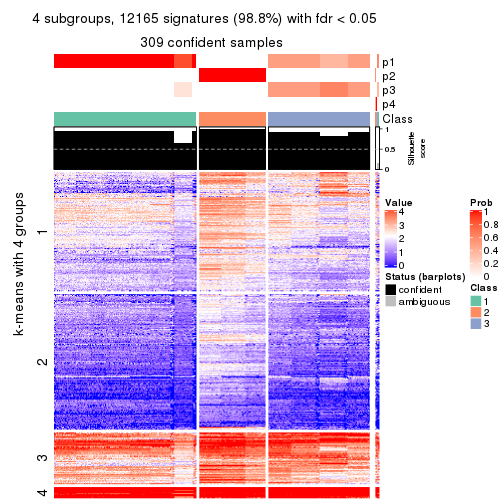 4 subgroups, 12165 signatures (98.8%) with fdr < 0.05
309 confident samples
p1
p2
p3
p4
Class
1
0.5
0
Silhouette
score
k-means with 4 groups
1
2
3
4
Value
4
3
2
1
0
Status (barplots)
confident
ambiguous
Prob
1
0.8
0.6
0.4
0.2
0
Class
1
2
3